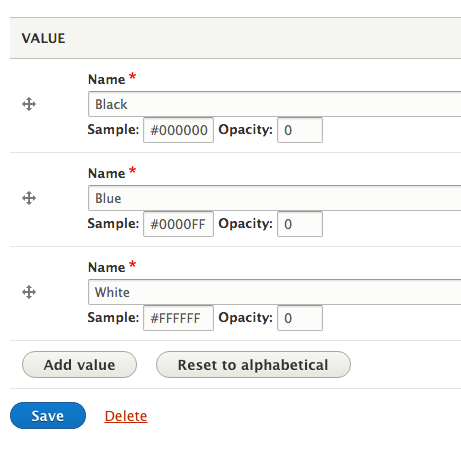 VALUE
Name *
Black
Sample: #000000 Opacity: 0
Name *
Blue
Sample: #0000FF Opacity: 0
Name *
White
Sample: #FFFFFF Opacity: 0
Add value Reset to alphabetical
Save Delete